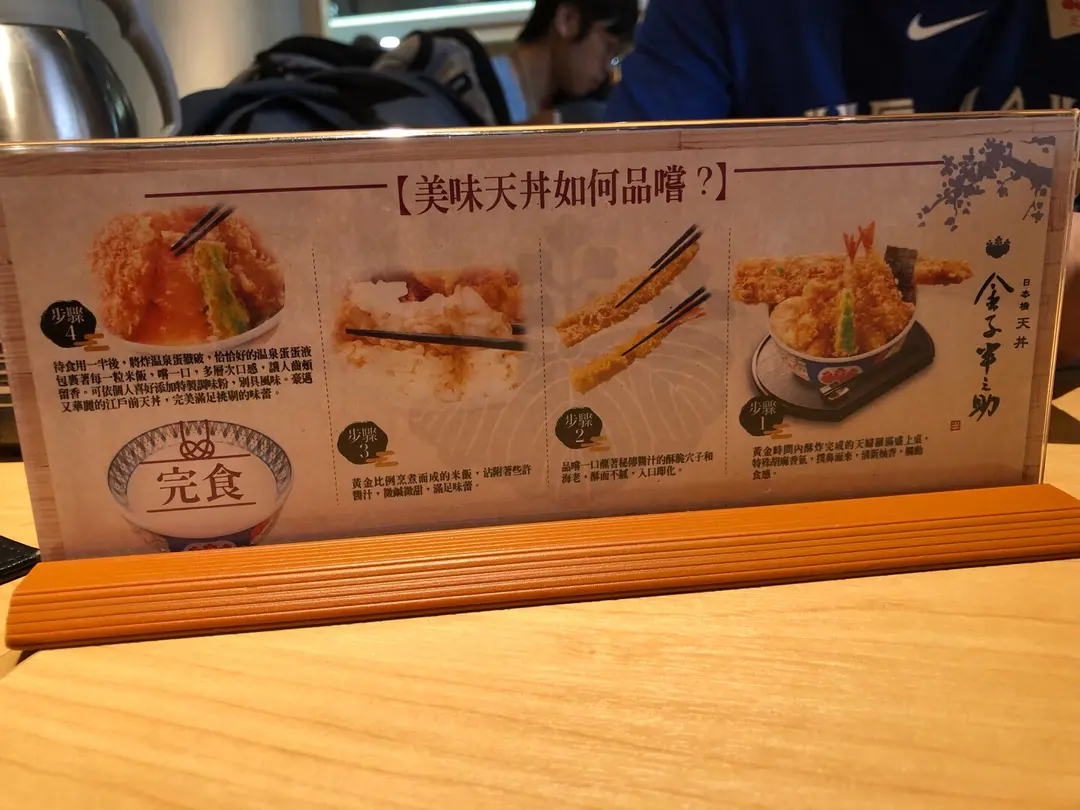 【美味天丼如何品嚐？】
日本橋 天丼
金子半之助
步驟
1
黃金時間內酥炸完成的天婦羅滿盛上桌，
特殊胡麻香氣，撲鼻而來，清新柚香，觸動
食感。
步驟
2
品嚐一口蘸著秘傳醬汁的酥脆穴子和
海老，酥而不膩，入口即化。
步驟
3
黃金比例烹煮而成的米飯，沾附著些許
醬汁，微鹹微甜，滿足味蕾。
步驟
4
待食用一半後，將炸溫泉蛋戳破，恰恰好的溫泉蛋蛋液
包裹著每一粒米飯，嚐一口，多層次口感，讓人齒頰
留香。可依個人喜好添加特製調味粉，別具風味。豪邁
又華麗的江戶前天丼，完美滿足挑剔的味蕾。
完食